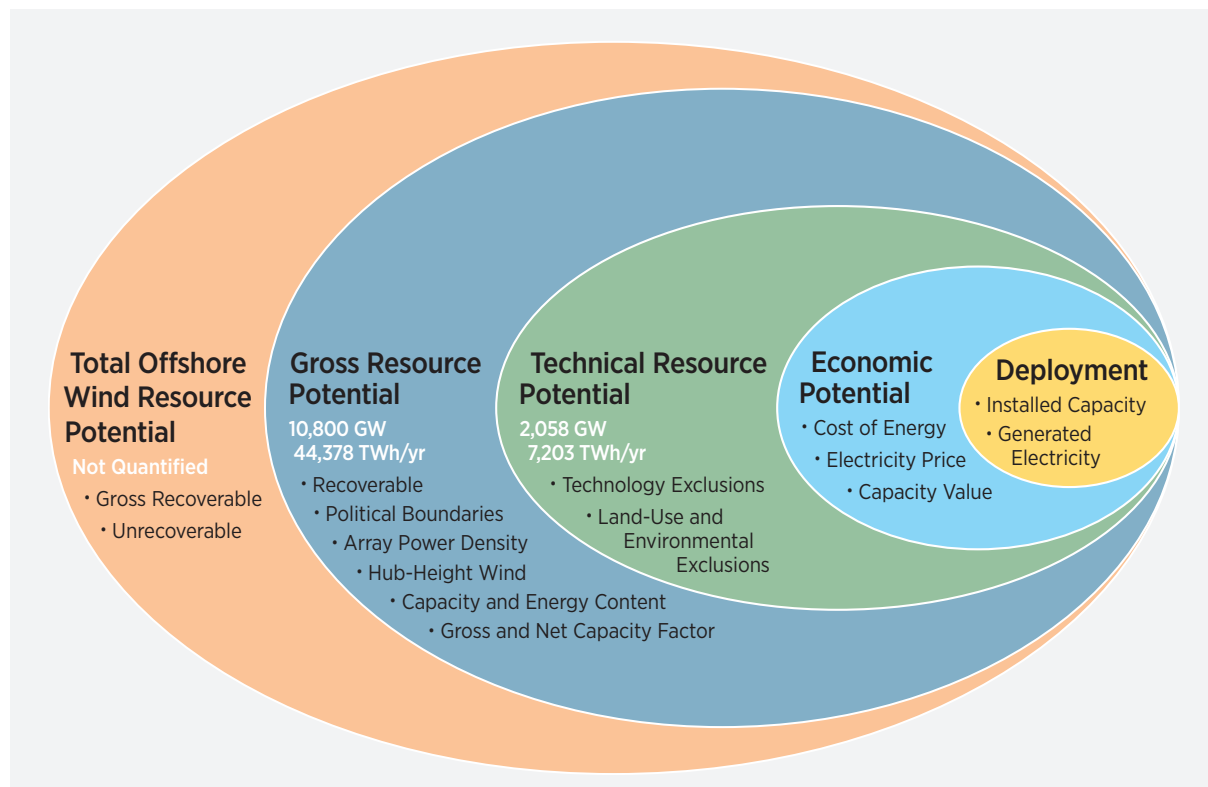 Total Offshore
Wind Resource
Potential
Not Quantified
• Gross Recoverable
• Unrecoverable
Gross Resource
Potential
10,800 GW
44,378 TWh/yr
• Recoverable
• Political Boundaries
• Array Power Density
• Hub-Height Wind
• Capacity and Energy Content
• Gross and Net Capacity Factor
Technical Resource
Potential
2,058 GW
7,203 TWh/yr
• Technology Exclusions
• Land-Use and
Environmental
Exclusions
Economic
Potential
• Cost of Energy
• Electricity Price
• Capacity Value
Deployment
• Installed Capacity
• Generated
Electricity